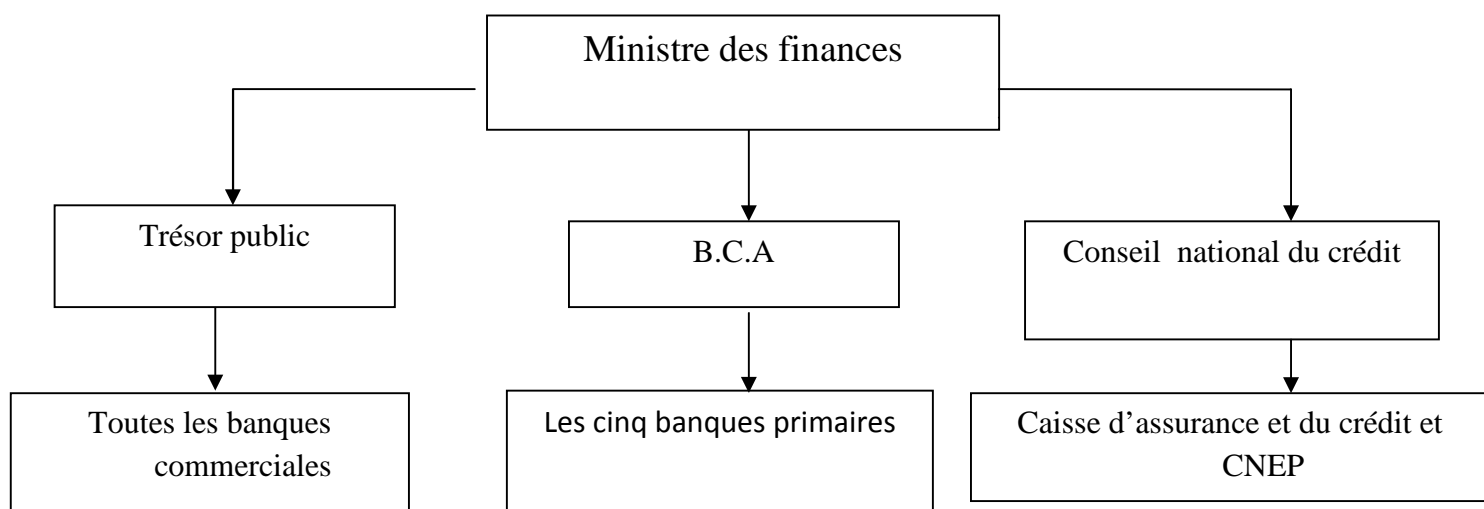 Ministre des finances
Trésor public
B.C.A
Conseil national du crédit
Toutes les banques
commerciales
Les cinq banques primaires
Caisse d’assurance et du crédit et
CNEP